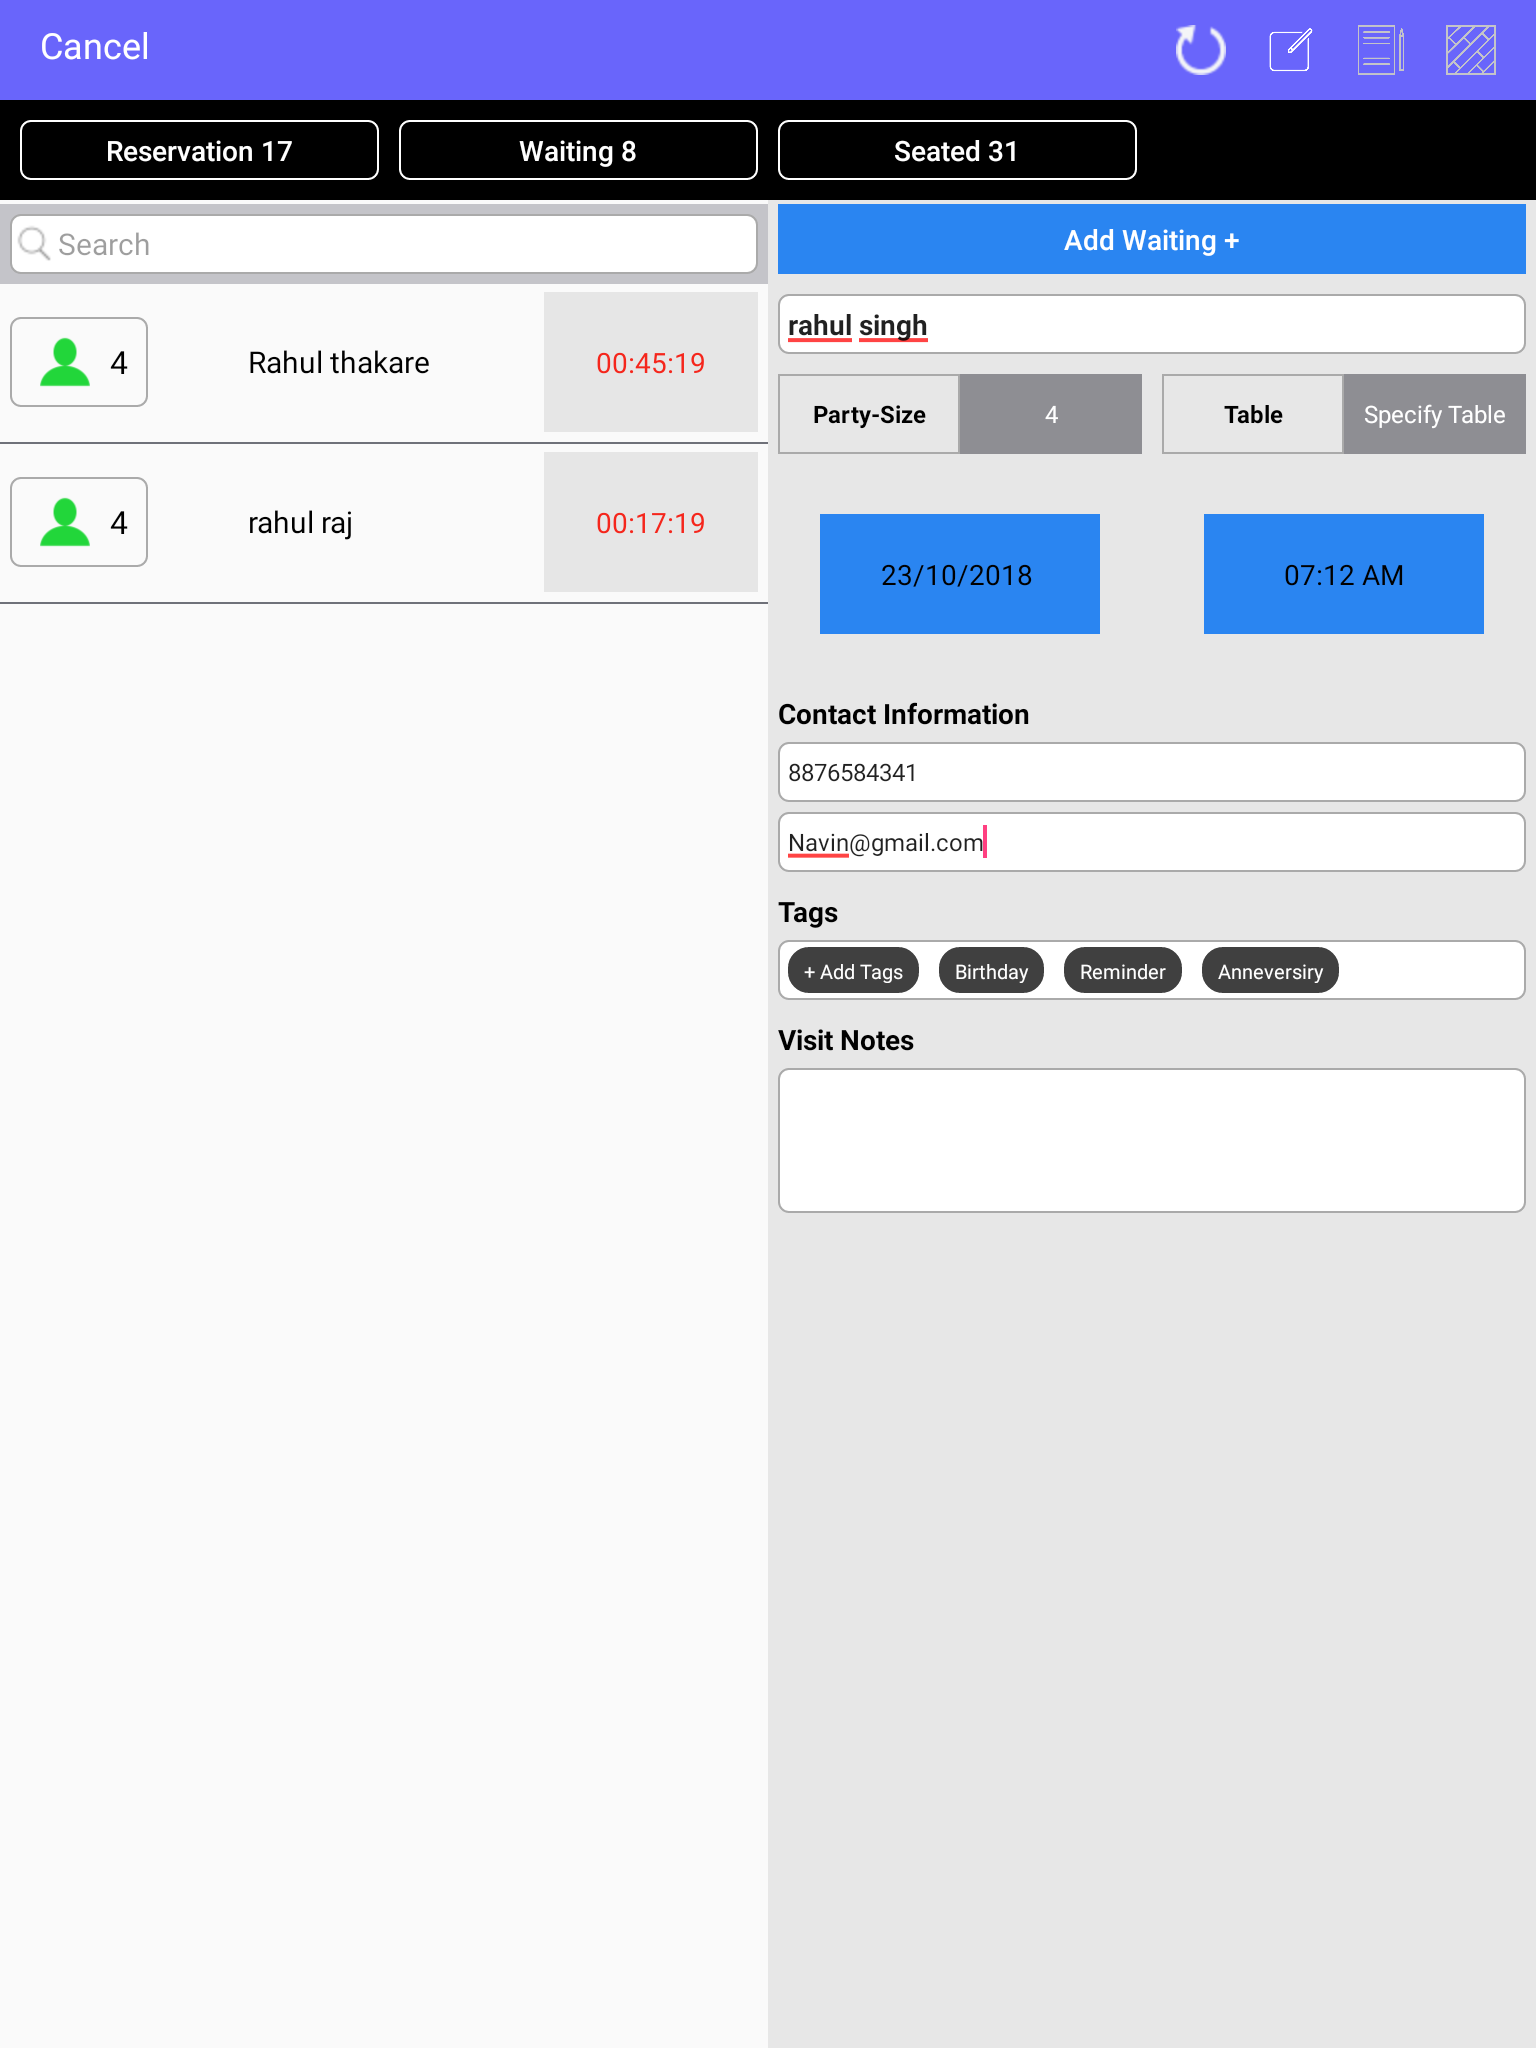 Cancel
Reservation 17
Waiting 8
Seated 31
Search
4
Rahul thakare
00:45:19
4
rahul raj
00:17:19
Add Waiting +
rahul singh
Party-Size
4
Table
Specify Table
23/10/2018
07:12 AM
Contact Information
8876584341
Navin@gmail.com
Tags
+ Add Tags
Birthday
Reminder
Anneversiry
Visit Notes